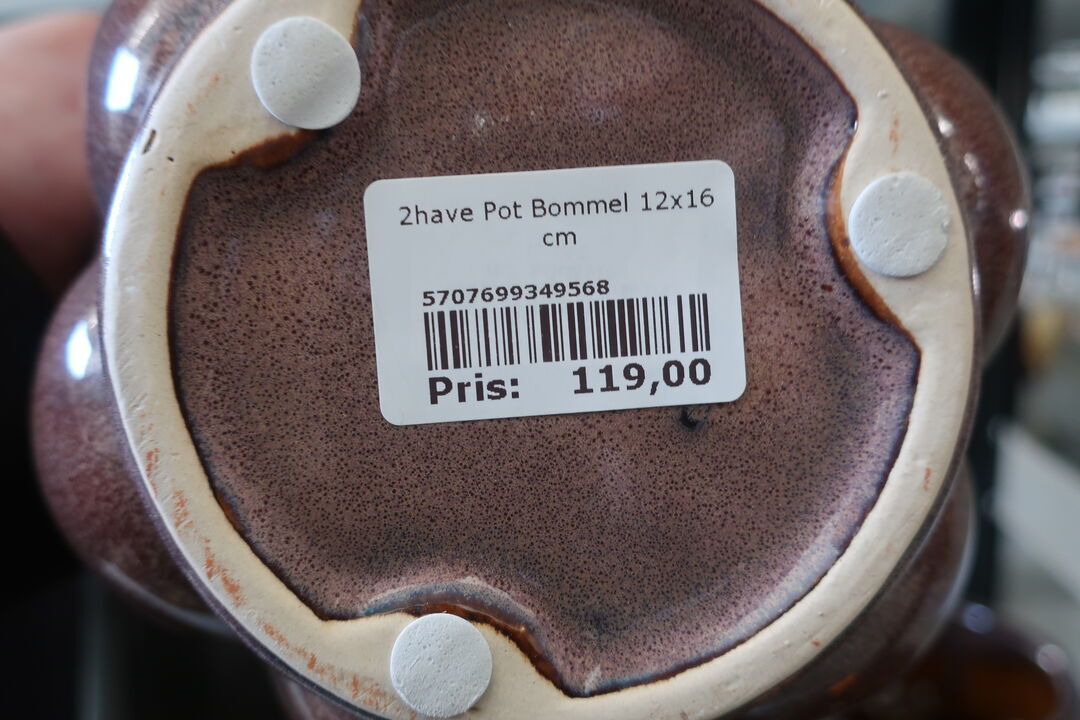 2have Pot Bommel 12x16
cm
5707699349568
Pris: 119,00